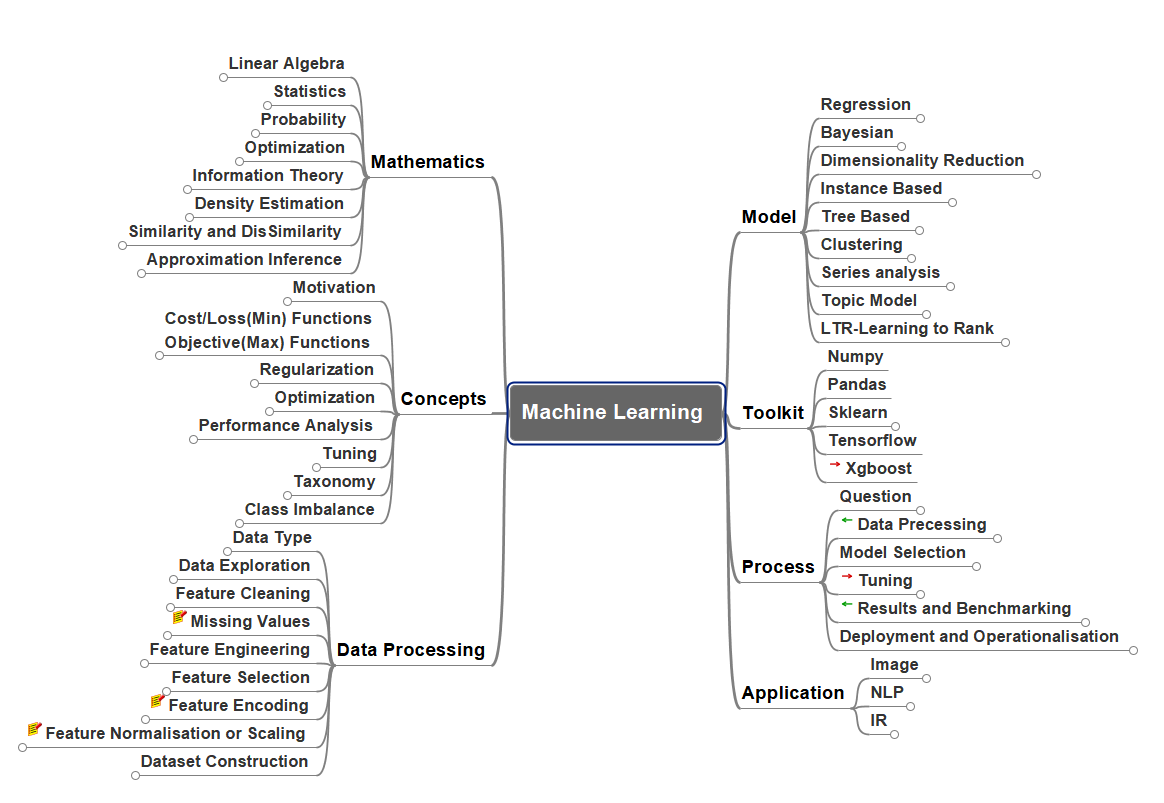 Linear Algebra
Statistics
Probability
Optimization
Information Theory
Density Estimation
Similarity and DisSimilarity
Approximation Inference
Mathematics
Motivation
Cost/Loss(Min) Functions
Objective(Max) Functions
Regularization
Optimization
Performance Analysis
Tuning
Taxonomy
Class Imbalance
Concepts
Data Type
Data Exploration
Feature Cleaning
Missing Values
Feature Engineering
Feature Selection
Feature Encoding
Feature Normalisation or Scaling
Dataset Construction
Data Processing
Machine Learning
Model
Regression
Bayesian
Dimensionality Reduction
Instance Based
Tree Based
Clustering
Series analysis
Topic Model
LTR-Learning to Rank
Toolkit
Numpy
Pandas
Sklearn
Tensorflow
Xgboost
Process
Question
Data Precessing
Model Selection
Tuning
Results and Benchmarking
Deployment and Operationalisation
Application
Image
NLP
IR